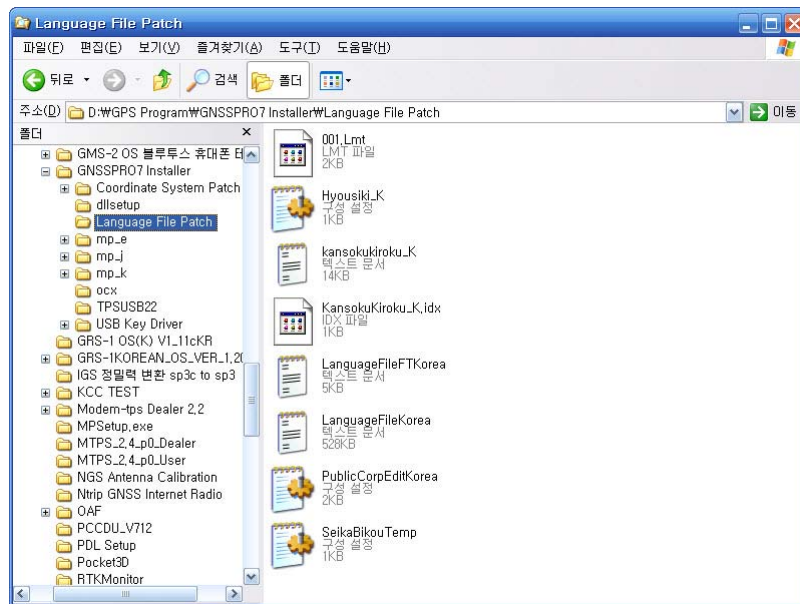 Language File Patch
파일(F) 편집(E) 보기(V) 즐겨찾기(A) 도구(T) 도움말(H)
뒤로 검색 폴더
주소(D) D:₩GPS Program₩GNSSPRO7 Installer₩Language File Patch 이동
폴더
GMS-2 OS 블루투스 휴대폰 E
GNSSPRO7 Installer
Coordinate System Patch
dllsetup
Language File Patch
mp_e
mp_j
mp_k
ocx
TPSUSB22
USB Key Driver
GRS-1 OS(K) V1_11cKR
GRS-1KOREAN_OS_VER_1,2(
IGS 정밀력 변환 sp3c to sp3
KCC TEST
Modem-tps Dealer 2,2
MPSetup,exe
MTPS_2,4_p0_Dealer
MTPS_2,4_p0_User
NGS Antenna Calibration
Ntrip GNSS Internet Radio
OAF
PCCDU_V712
PDL Setup
Pocket3D
RTKMonitor
001,Lmt
LMT 파일
2KB
Hyousiki_K
구성 설정
1KB
kansokukiroku_K
텍스트 문서
14KB
KansokuKiroku_K,idx
IDX 파일
1KB
LanguageFileFTKorea
텍스트 문서
5KB
LanguageFileKorea
텍스트 문서
528KB
PublicCorpEditKorea
구성 설정
2KB
SeikaBikouTemp
구성 설정
1KB